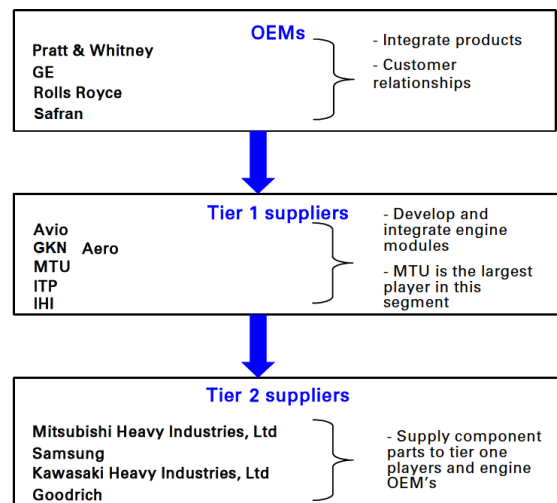 OEMs
Pratt & Whitney
GE
Rolls Royce
Safran
- Integrate products
- Customer
relationships
Tier 1 suppliers
Avio
GKN Aero
MTU
ITP
IHI
- Develop and
integrate engine
modules
- MTU is the largest
player in this
segment
Tier 2 suppliers
Mitsubishi Heavy Industries, Ltd
Samsung
Kawasaki Heavy Industries, Ltd
Goodrich
- Supply component
parts to tier one
players and engine
OEM's